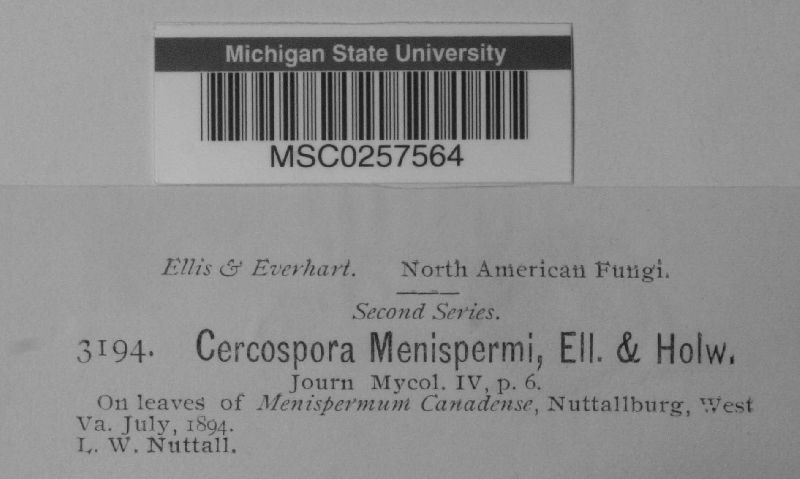 Michigan State University
MSC0257564
Ellis & Everhart. North American Fungi.
Second Series.
3194. Cercospora Menispermi, Ell. & Holw.
Journ Mycol. IV, p. 6.
On leaves of Menispermum Canadense, Nuttallburg, West
Va. July, 1894.
L. W. Nuttall.